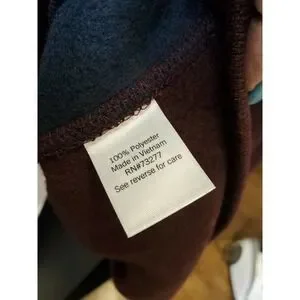 100% Polyester
Made in Vietnam
RN#73277
See reverse for care